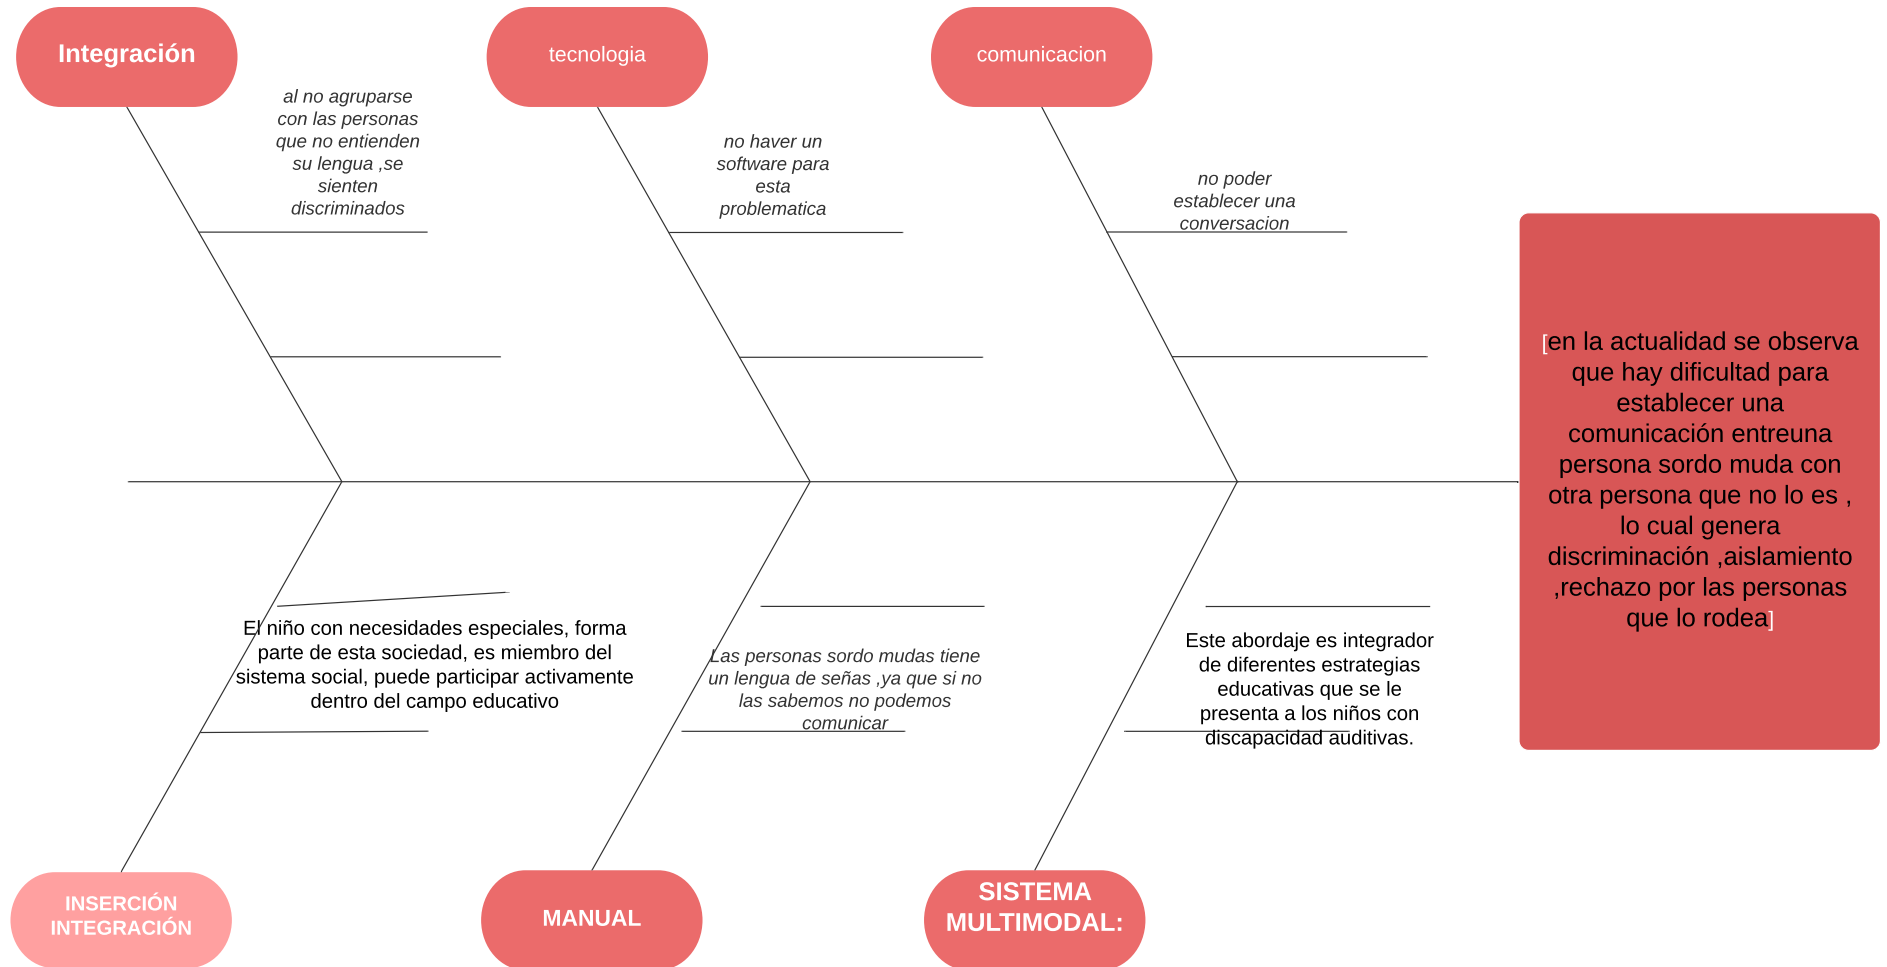 Integración
tecnologia
comunicacion
al no agruparse
con las personas
que no entienden
su lengua ,se
sienten
discriminados
no haver un
software para
esta
problematica
no poder
establecer una
conversacion
[en la actualidad se observa
que hay dificultad para
establecer una
comunicación entreuna
persona sordo muda con
otra persona que no lo es ,
lo cual genera
discriminación ,aislamiento
,rechazo por las personas
que lo rodea]
El niño con necesidades especiales, forma
parte de esta sociedad, es miembro del
sistema social, puede participar activamente
dentro del campo educativo
Las personas sordo mudas tiene
un lengua de señas ,ya que si no
las sabemos no podemos
comunicar
Este abordaje es integrador
de diferentes estrategias
educativas que se le
presenta a los niños con
discapacidad auditivas.
INSERCIÓN
INTEGRACIÓN
MANUAL
SISTEMA
MULTIMODAL: